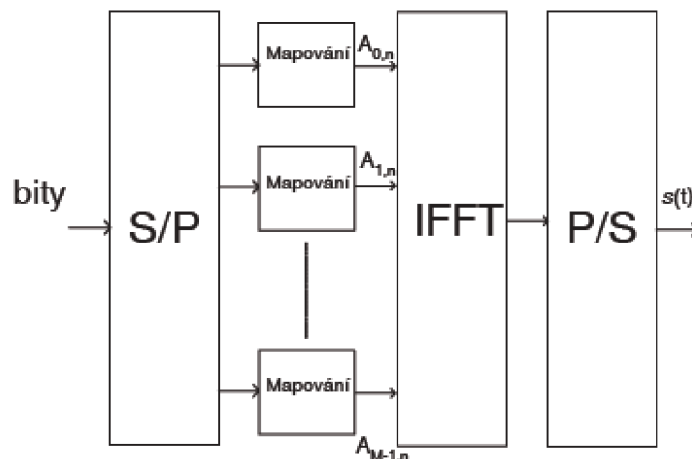 bity
S/P
Mapování
A0,n
Mapování
A1,n
Mapování
AM-1,n
IFFT
P/S
s(t)